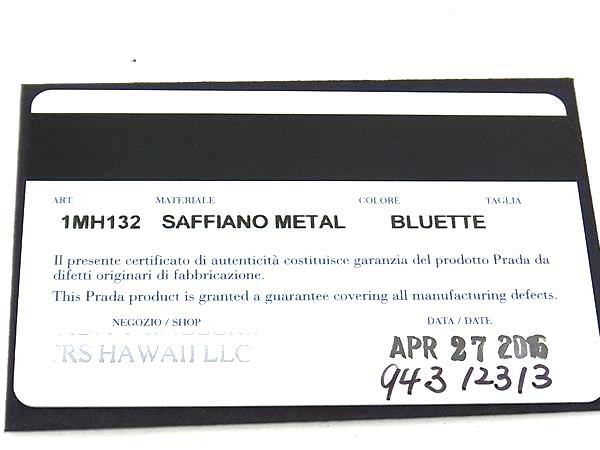 ART. MATERIALE COLORE TAGLIA
1MH132 SAFFIANO METAL BLUETTE
Il presente certificato di autenticità costituisce garanzia del prodotto Prada da
difetti originari di fabbricazione.
This Prada product is granted a guarantee covering all manufacturing defects.
NEGOZIO / SHOP DATA / DATE
TRS HAWAII LLC APR 27 2016
943 12313